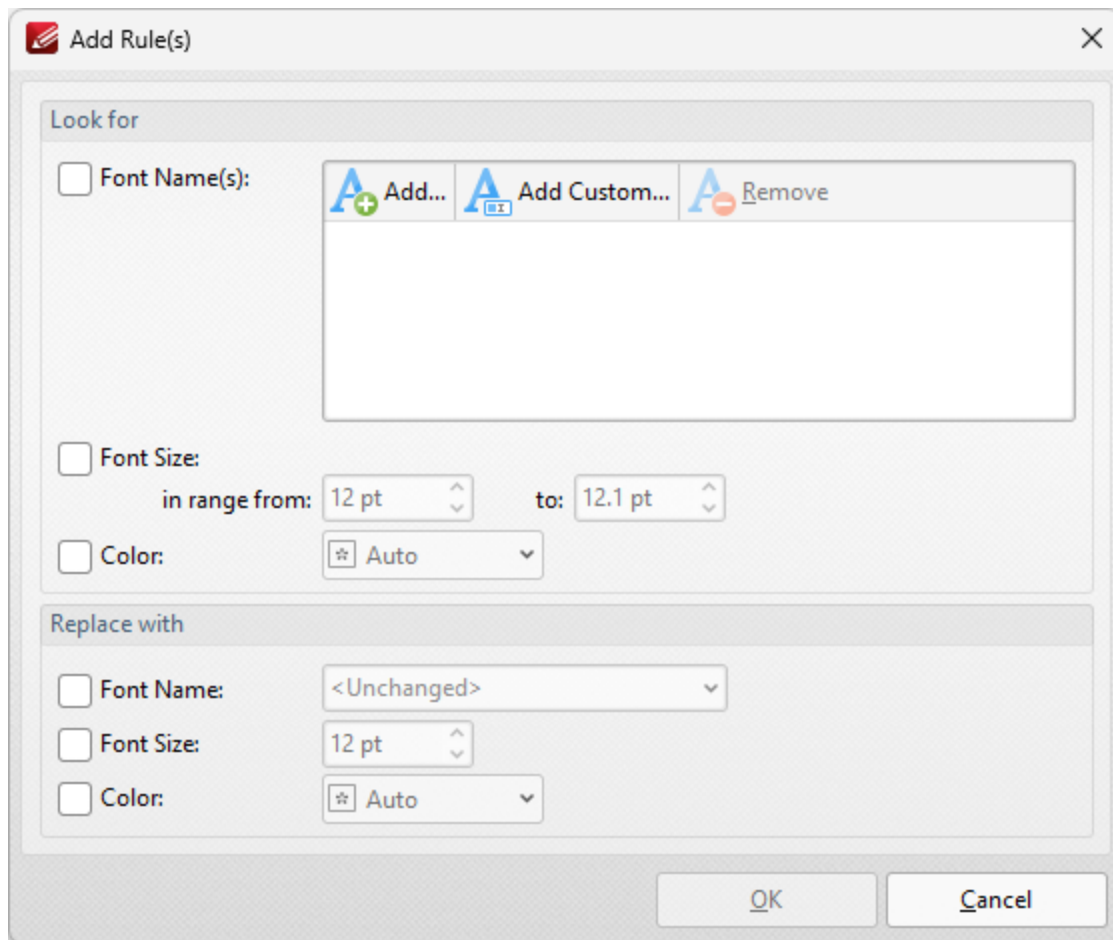 Add Rule(s)
Look for
Font Name(s):
Add... Add Custom... Remove
Font Size:
in range from: 12 pt to: 12.1 pt
Color: Auto
Replace with
Font Name: <Unchanged>
Font Size: 12 pt
Color: Auto
OK Cancel